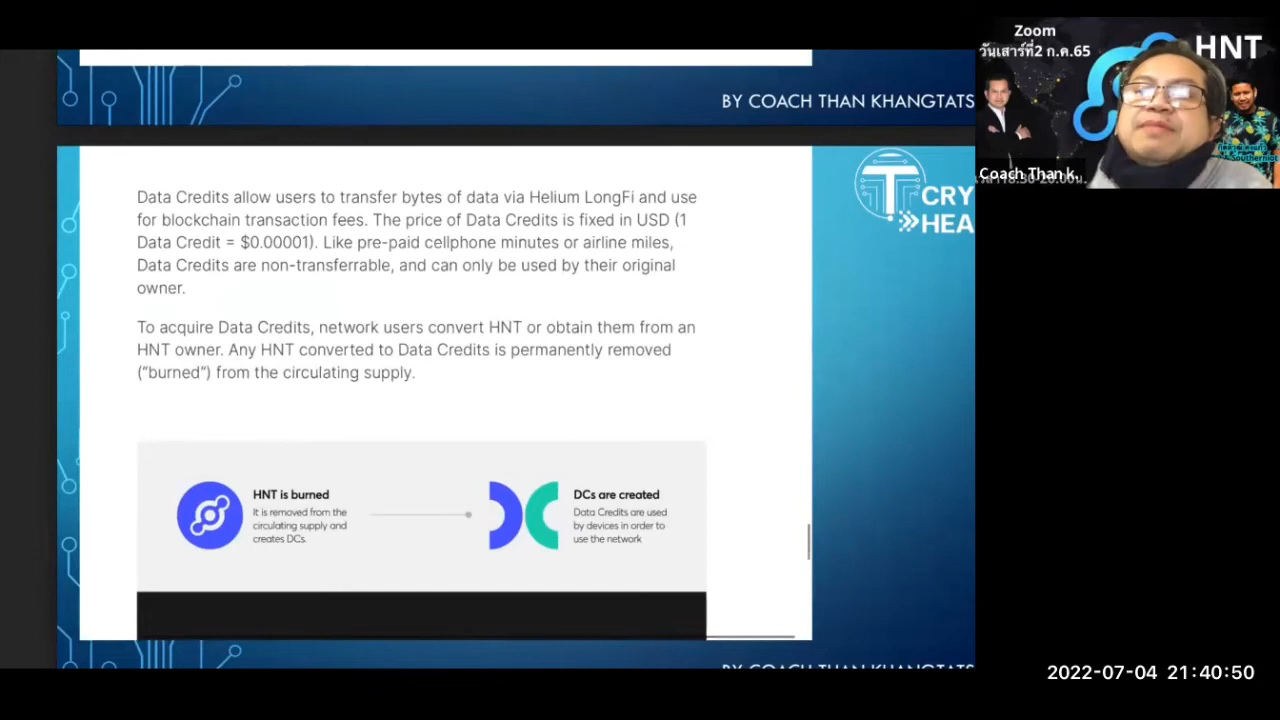 BY COACH THAN KHANGTATS
Data Credits allow users to transfer bytes of data via Helium LongFi and use
for blockchain transaction fees. The price of Data Credits is fixed in USD (1
Data Credit = $0.00001). Like pre-paid cellphone minutes or airline miles,
Data Credits are non-transferrable, and can only be used by their original
owner.
To acquire Data Credits, network users convert HNT or obtain them from an
HNT owner. Any HNT converted to Data Credits is permanently removed
(“burned”) from the circulating supply.
HNT is burned
It is removed from the
circulating supply and
creates DCs.
DCs are created
Data Credits are used
by devices in order to
use the network
T CRY
HEA
BY COACH THAN KHANGTATS
Zoom
วันเสาร์ที่2 ก.ค.65
HNT
Southerniot
Coach Than k.
2022-07-04 21:40:50